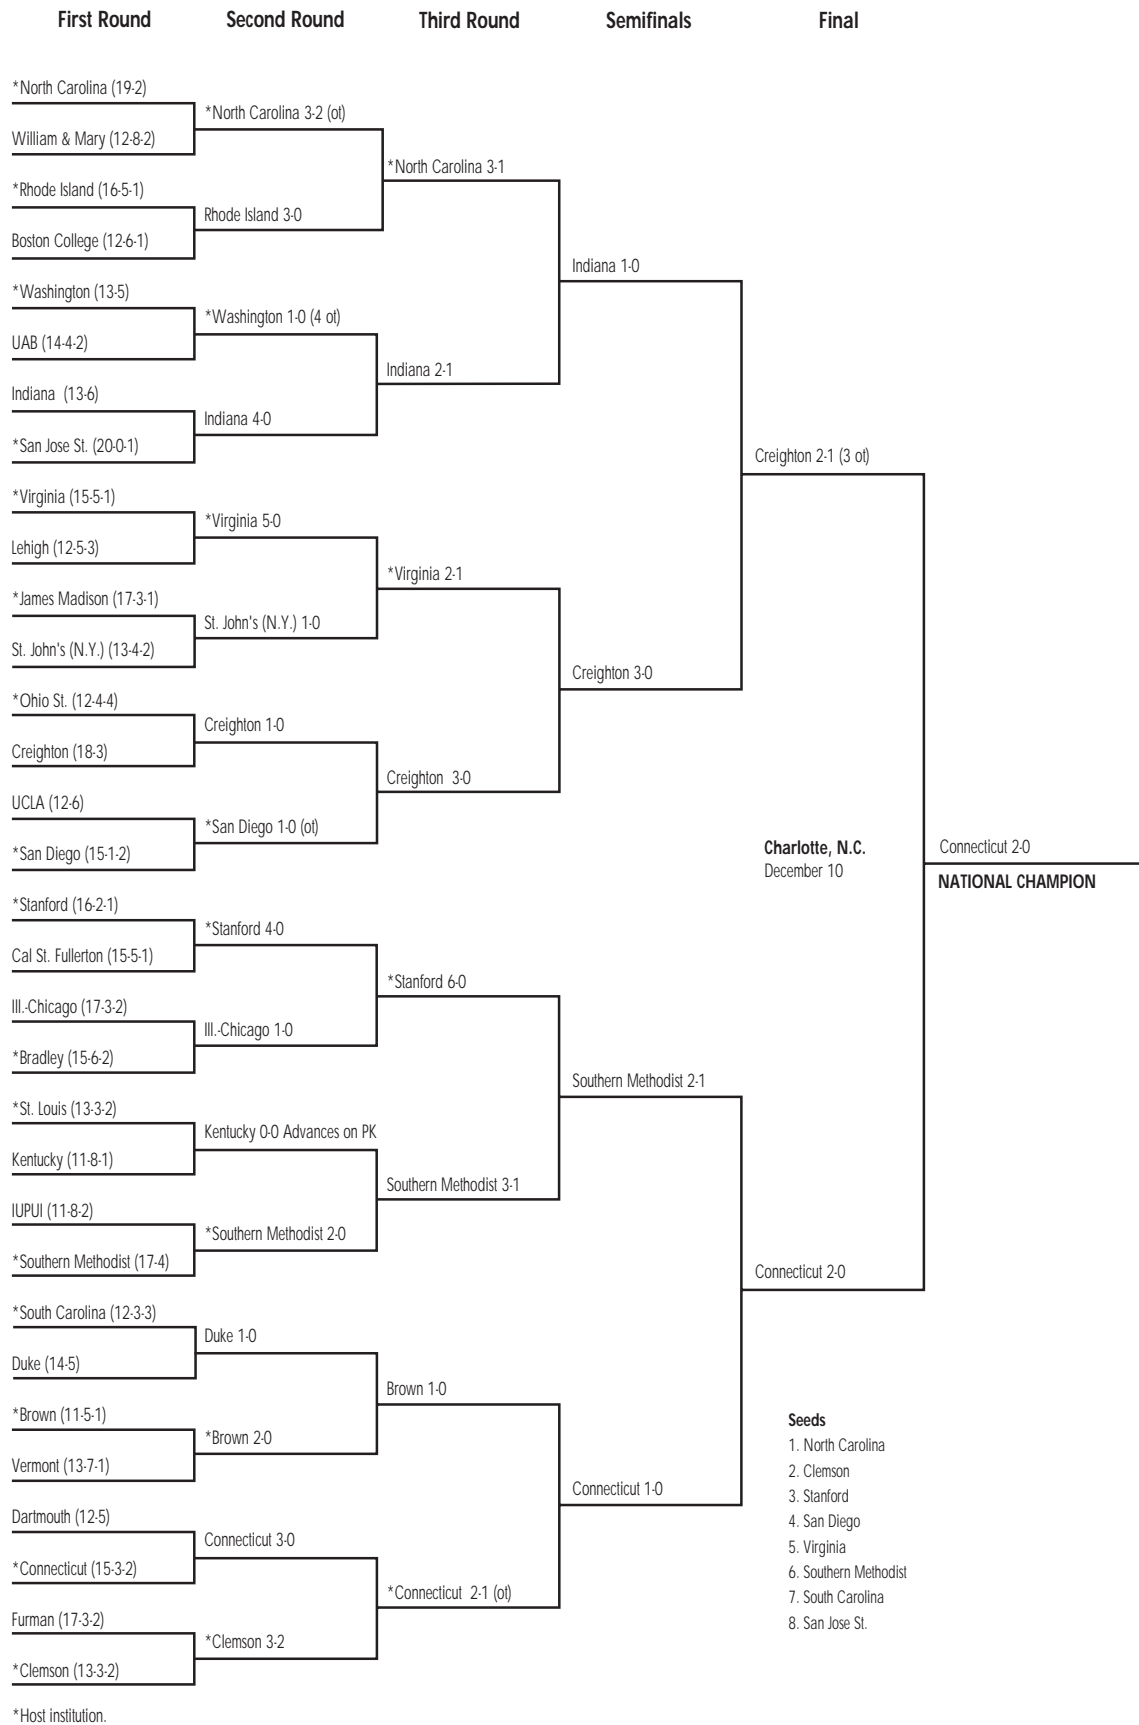 First Round Second Round Third Round Semifinals Final
*North Carolina (19-2)
William & Mary (12-8-2)
*Rhode Island (16-5-1)
Boston College (12-6-1)
*Washington (13-5)
UAB (14-4-2)
Indiana (13-6)
*San Jose St. (20-0-1)
*Virginia (15-5-1)
Lehigh (12-5-3)
*James Madison (17-3-1)
St. John's (N.Y.) (13-4-2)
*Ohio St. (12-4-4)
Creighton (18-3)
UCLA (12-6)
*San Diego (15-1-2)
*Stanford (16-2-1)
Cal St. Fullerton (15-5-1)
Ill.-Chicago (17-3-2)
*Bradley (15-6-2)
*St. Louis (13-3-2)
Kentucky (11-8-1)
IUPUI (11-8-2)
*Southern Methodist (17-4)
*South Carolina (12-3-3)
Duke (14-5)
*Brown (11-5-1)
Vermont (13-7-1)
Dartmouth (12-5)
*Connecticut (15-3-2)
Furman (17-3-2)
*Clemson (13-3-2)
*Host institution.
*North Carolina 3-2 (ot)
Rhode Island 3-0
*Washington 1-0 (4 ot)
Indiana 4-0
*Virginia 5-0
St. John's (N.Y.) 1-0
Creighton 1-0
*San Diego 1-0 (ot)
*Stanford 4-0
Ill.-Chicago 1-0
Kentucky 0-0 Advances on PK
*Southern Methodist 2-0
Duke 1-0
*Brown 2-0
Connecticut 3-0
*Clemson 3-2
*North Carolina 3-1
Indiana 2-1
*Virginia 2-1
Creighton 3-0
*Stanford 6-0
Southern Methodist 3-1
Brown 1-0
*Connecticut 2-1 (ot)
Indiana 1-0
Creighton 3-0
Southern Methodist 2-1
Connecticut 1-0
Creighton 2-1 (3 ot)
Connecticut 2-0
Charlotte, N.C.
December 10
Connecticut 2-0
NATIONAL CHAMPION
Seeds
1. North Carolina
2. Clemson
3. Stanford
4. San Diego
5. Virginia
6. Southern Methodist
7. South Carolina
8. San Jose St.